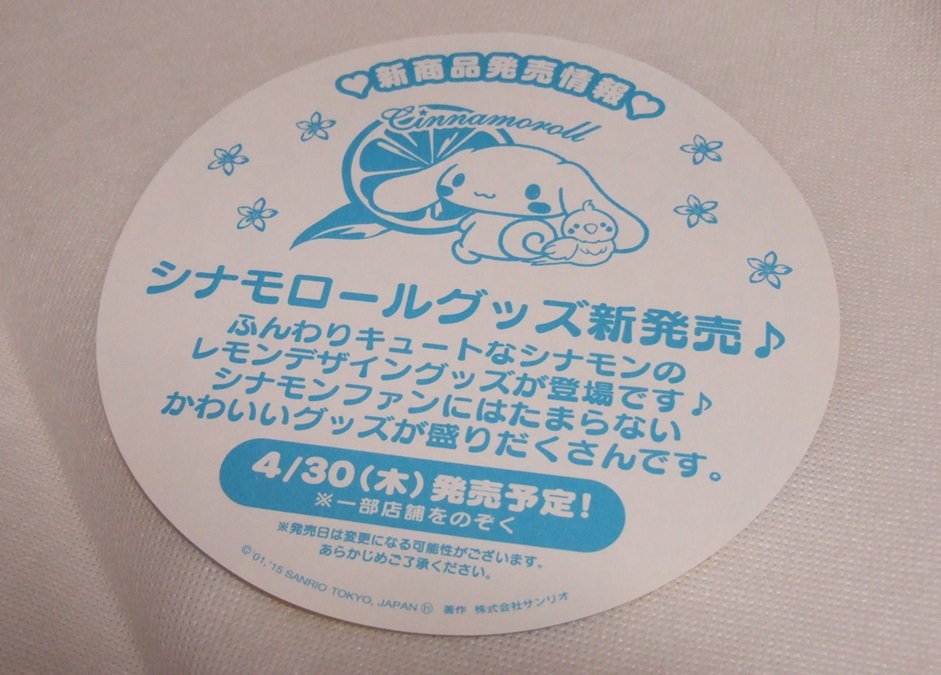 ♥新商品発売情報♥
Cinnamoroll
シナモロールグッズ新発売♪
ふんわりキュートなシナモンの
レモンデザイングッズが登場です♪
シナモンファンにはたまらない
かわいいグッズが盛りだくさんです。
4/30(木)発売予定!
※一部店舗をのぞく
※発売日は変更になる可能性がございます。
あらかじめご了承ください。
©'01,'15 SANRIO TOKYO, JAPAN ⓗ 著作 株式会社サンリオ